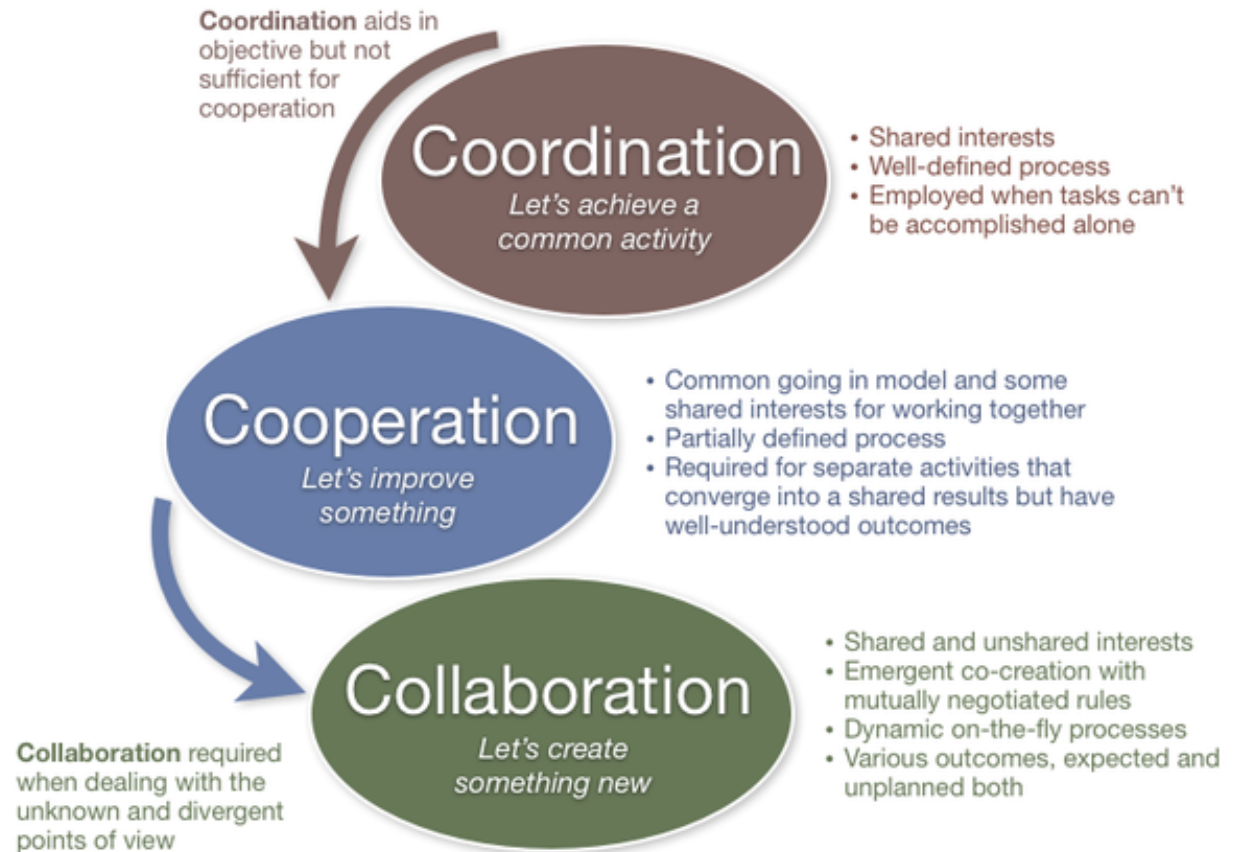 Coordination aids in
objective but not
sufficient for
cooperation
Coordination
Let's achieve a
common activity
• Shared interests
• Well-defined process
• Employed when tasks can't
be accomplished alone
Cooperation
Let's improve
something
• Common going in model and some
shared interests for working together
• Partially defined process
• Required for separate activities that
converge into a shared results but have
well-understood outcomes
Collaboration
Let's create
something new
• Shared and unshared interests
• Emergent co-creation with
mutually negotiated rules
• Dynamic on-the-fly processes
• Various outcomes, expected and
unplanned both
Collaboration required
when dealing with the
unknown and divergent
points of view